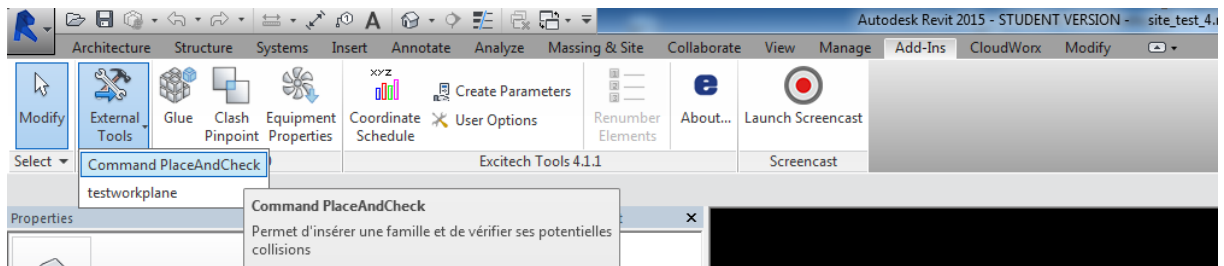 Autodesk Revit 2015 - STUDENT VERSION - site_test_4.r
Architecture Structure Systems Insert Annotate Analyze Massing & Site Collaborate View Manage Add-Ins CloudWorx Modify
Modify External Tools Glue Clash Pinpoint Equipment Properties XYZ Coordinate Schedule Create Parameters User Options Renumber Elements About... Launch Screencast
Select Excitech Tools 4.1.1 Screencast
Command PlaceAndCheck
testworkplane
Properties
Command PlaceAndCheck
Permet d'insérer une famille et de vérifier ses potentielles
collisions